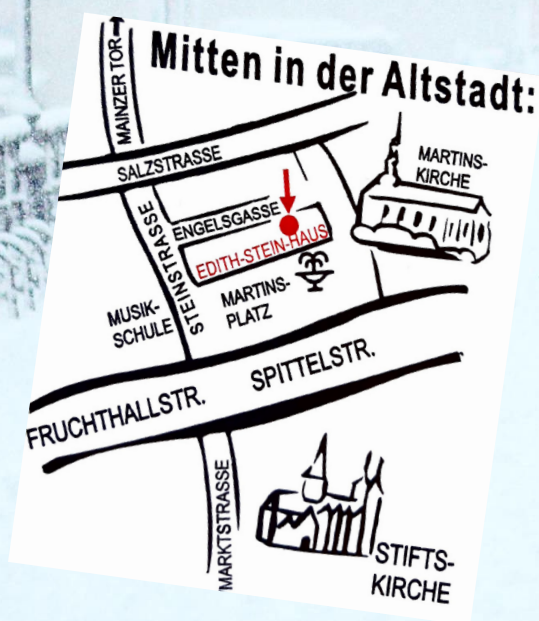 Mitten in der Altstadt:
MAINZER TOR
SALZSTRASSE
MARTINS-
KIRCHE
STEINSTRASSE
ENGELSGASSE
EDITH-STEIN-HAUS
MARTINS-
PLATZ
MUSIK-
SCHULE
FRUCHTHALLSTR.
SPITTELSTR.
MARKTSTRASSE
STIFTS-
KIRCHE